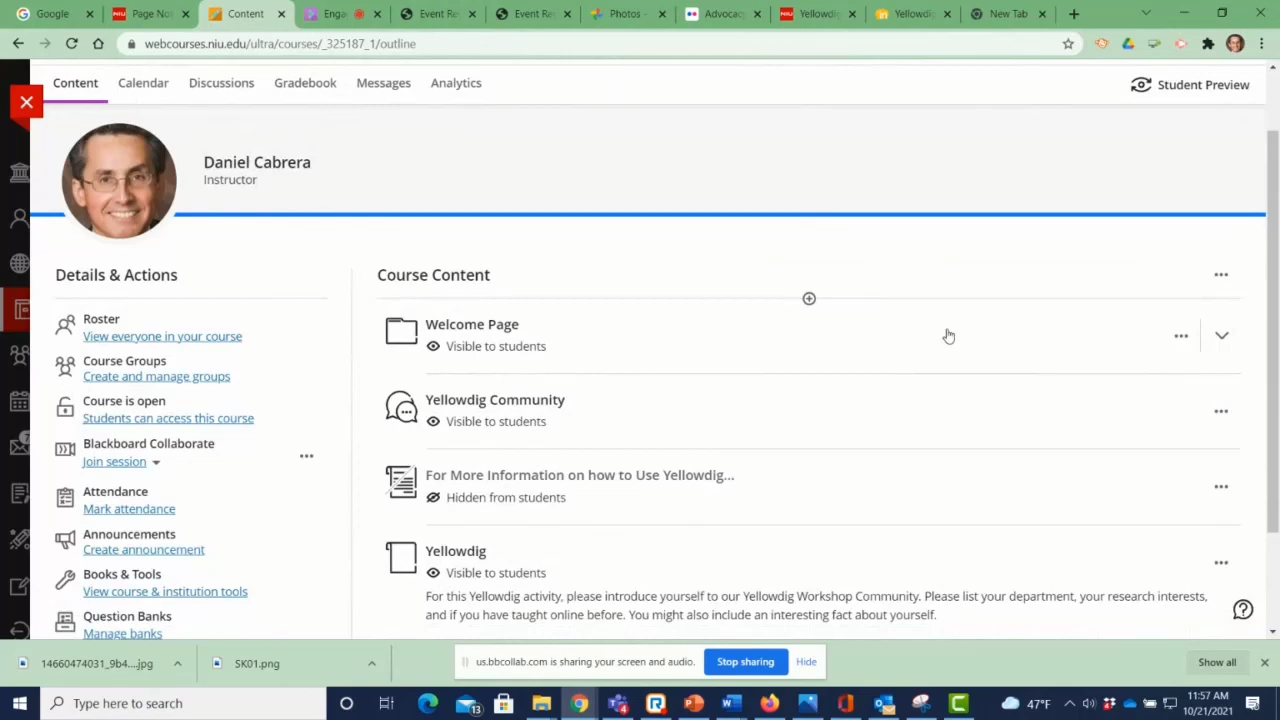 Google
Page No
Content
Enga
Event Re
Event Re
Photos -
Advocac
Yellowdig
Yellowdig
New Tab
webcourses.niu.edu/ultra/courses/_325187_1/outline
Content
Calendar
Discussions
Gradebook
Messages
Analytics
Student Preview
Daniel Cabrera
Instructor
Details & Actions
Roster
View everyone in your course
Course Groups
Create and manage groups
Course is open
Students can access this course
Blackboard Collaborate
Join session
Attendance
Mark attendance
Announcements
Create announcement
Books & Tools
View course & institution tools
Question Banks
Manage banks
Course Content
Welcome Page
Visible to students
Yellowdig Community
Visible to students
For More Information on how to Use Yellowdig...
Hidden from students
Yellowdig
Visible to students
For this Yellowdig activity, please introduce yourself to our Yellowdig Workshop Community. Please list your department, your research interests,
and if you have taught online before. You might also include an interesting fact about yourself.
14660474031_9b4....jpg
SK01.png
us.bbcollab.com is sharing your screen and audio.
Stop sharing
Hide
Show all
Type here to search
13
4
47°F
11:57 AM
10/21/2021